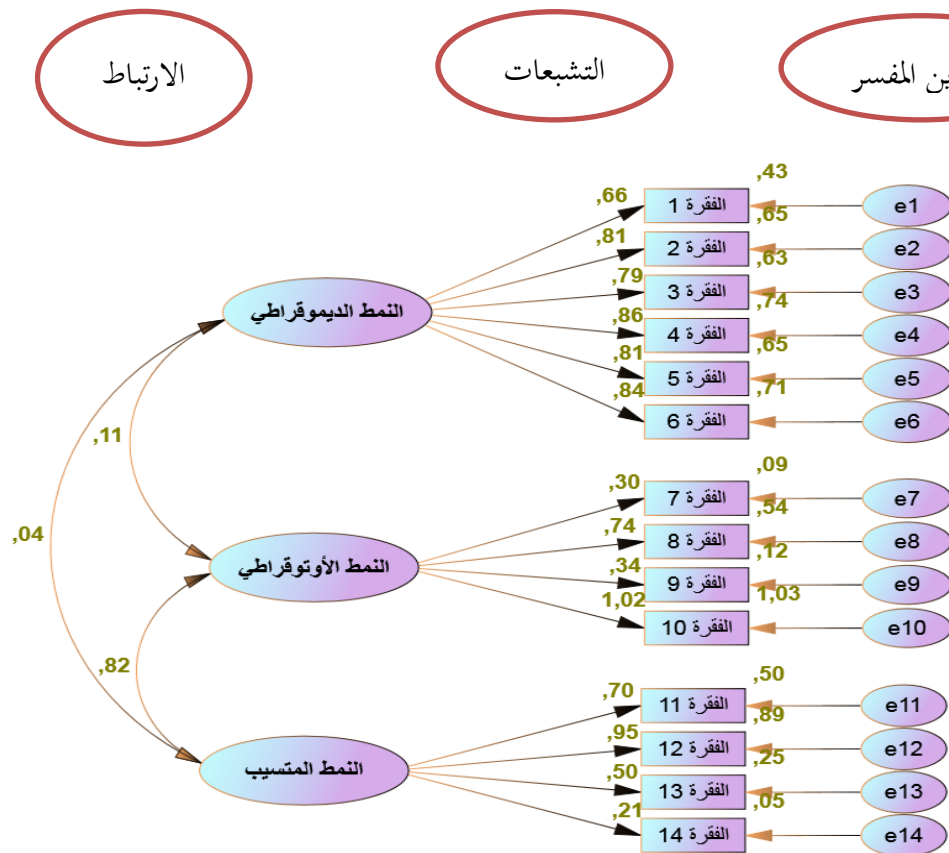 الارتباط
التشبعات
ين المفسر
,43
,66 الفقرة 1 e1
,65
,81 الفقرة 2 e2
,63
,79 الفقرة 3 e3
,74
,86 الفقرة 4 e4
,65
,81 الفقرة 5 e5
,71
,84 الفقرة 6 e6
النمط الديموقراطي
,11
,04
,09
,30 الفقرة 7 e7
,54
,74 الفقرة 8 e8
,12
,34 الفقرة 9 e9
1,03
1,02 الفقرة 10 e10
النمط الأوتوقراطي
,82
,50
,70 الفقرة 11 e11
,89
,95 الفقرة 12 e12
,25
,50 الفقرة 13 e13
,05
,21 الفقرة 14 e14
النمط المتسيب